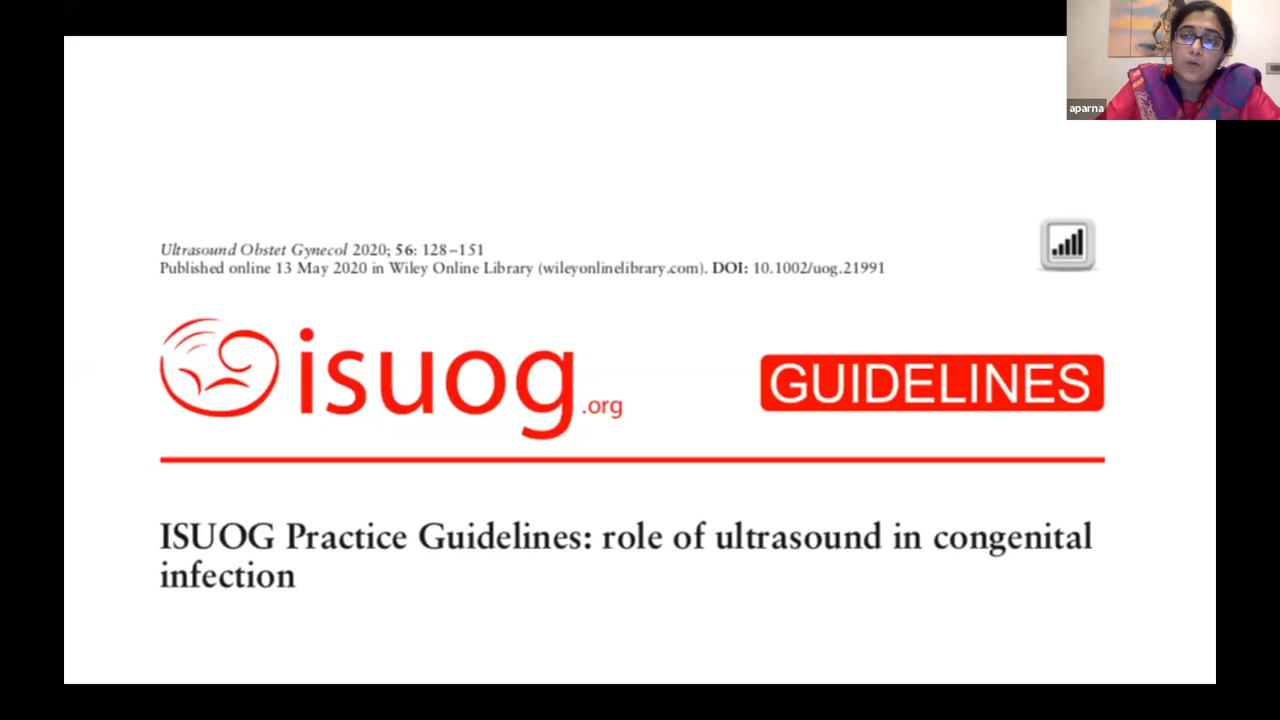 aparna
Ultrasound Obstet Gynecol 2020; 56: 128–151
Published online 13 May 2020 in Wiley Online Library (wileyonlinelibrary.com). DOI: 10.1002/uog.21991
isuog.org
GUIDELINES
ISUOG Practice Guidelines: role of ultrasound in congenital
infection